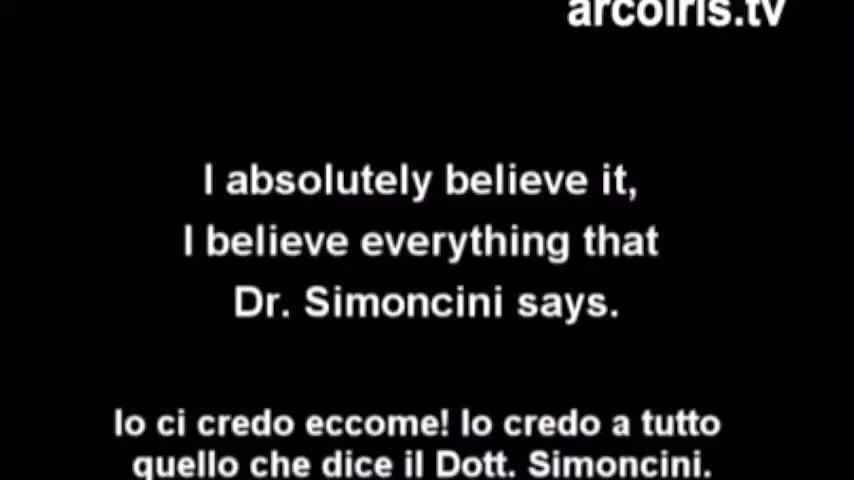 arcoiris.tv
I absolutely believe it,
I believe everything that
Dr. Simoncini says.
Io ci credo eccome! Io credo a tutto
quello che dice il Dott. Simoncini.